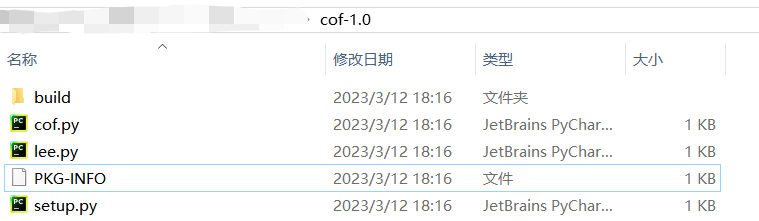 cof-1.0
名称 修改日期 类型 大小
build 2023/3/12 18:16 文件夹
cof.py 2023/3/12 18:16 JetBrains PyChar... 1 KB
lee.py 2023/3/12 18:16 JetBrains PyChar... 1 KB
PKG-INFO 2023/3/12 18:16 文件 1 KB
setup.py 2023/3/12 18:16 JetBrains PyChar... 1 KB